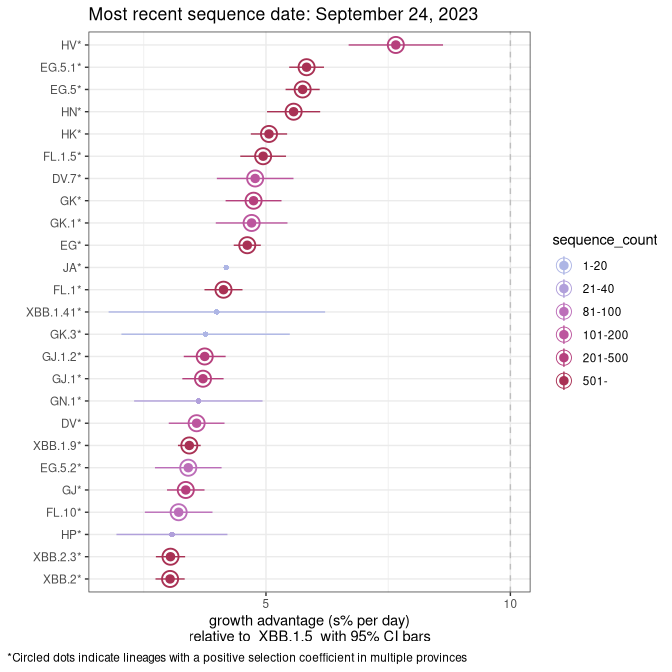 Most recent sequence date: September 24, 2023
HV*
EG.5.1*
EG.5*
HN*
HK*
FL.1.5*
DV.7*
GK*
GK.1*
EG*
JA*
FL.1*
XBB.1.41*
GK.3*
GJ.1.2*
GJ.1*
GN.1*
DV*
XBB.1.9*
EG.5.2*
GJ*
FL.10*
HP*
XBB.2.3*
XBB.2*
5 10
growth advantage (s% per day)
relative to XBB.1.5 with 95% CI bars
sequence_count
1-20
21-40
81-100
101-200
201-500
501-
*Circled dots indicate lineages with a positive selection coefficient in multiple provinces